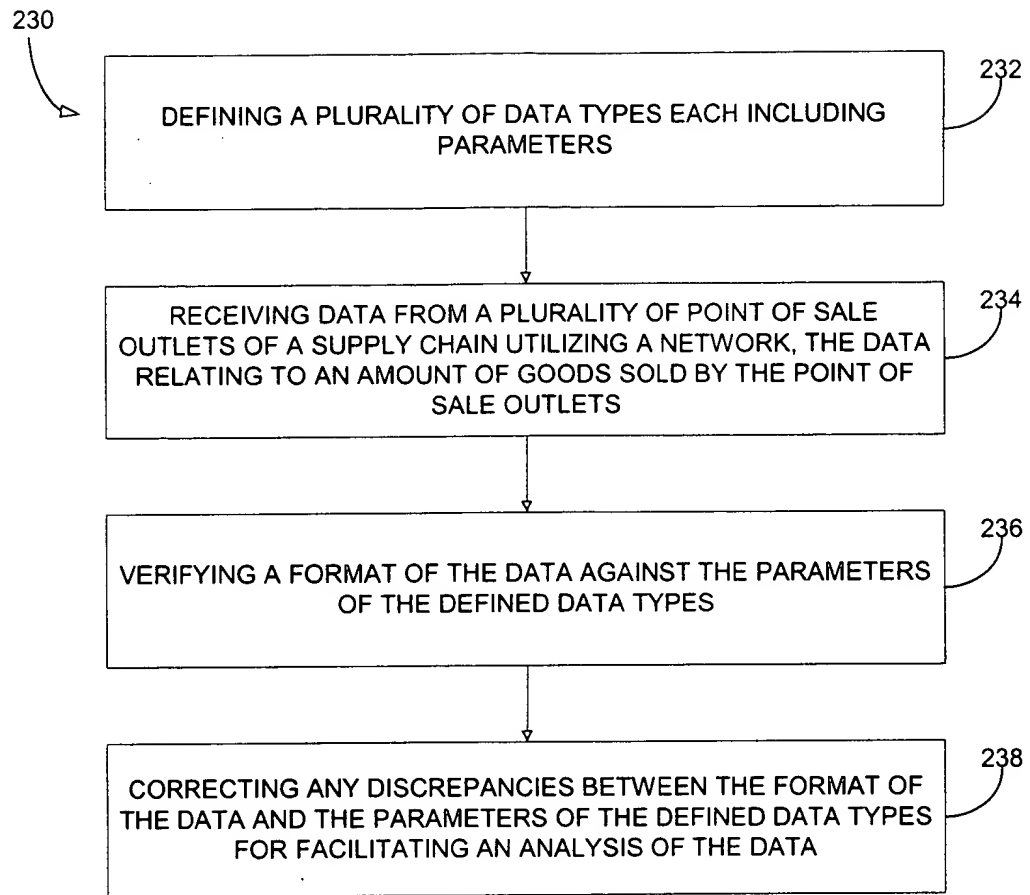 230
232
DEFINING A PLURALITY OF DATA TYPES EACH INCLUDING
PARAMETERS
234
RECEIVING DATA FROM A PLURALITY OF POINT OF SALE
OUTLETS OF A SUPPLY CHAIN UTILIZING A NETWORK, THE DATA
RELATING TO AN AMOUNT OF GOODS SOLD BY THE POINT OF
SALE OUTLETS
236
VERIFYING A FORMAT OF THE DATA AGAINST THE PARAMETERS
OF THE DEFINED DATA TYPES
238
CORRECTING ANY DISCREPANCIES BETWEEN THE FORMAT OF
THE DATA AND THE PARAMETERS OF THE DEFINED DATA TYPES
FOR FACILITATING AN ANALYSIS OF THE DATA